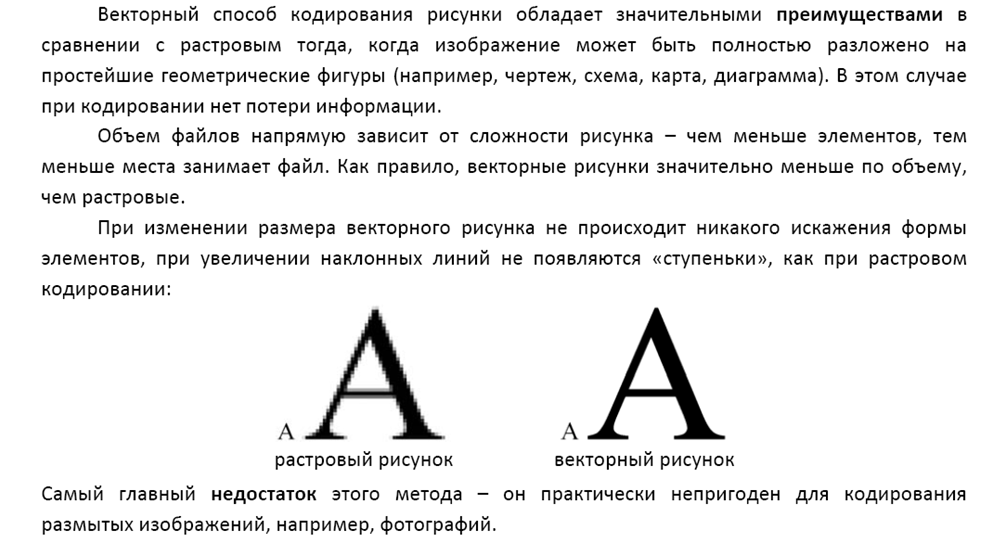 Векторный способ кодирования рисунки обладает значительными преимуществами в
сравнении с растровым тогда, когда изображение может быть полностью разложено на
простейшие геометрические фигуры (например, чертеж, схема, карта, диаграмма). В этом случае
при кодировании нет потери информации.
Объем файлов напрямую зависит от сложности рисунка – чем меньше элементов, тем
меньше места занимает файл. Как правило, векторные рисунки значительно меньше по объему,
чем растровые.
При изменении размера векторного рисунка не происходит никакого искажения формы
элементов, при увеличении наклонных линий не появляются «ступеньки», как при растровом
кодировании:
А А А А
растровый рисунок векторный рисунок
Самый главный недостаток этого метода – он практически непригоден для кодирования
размытых изображений, например, фотографий.